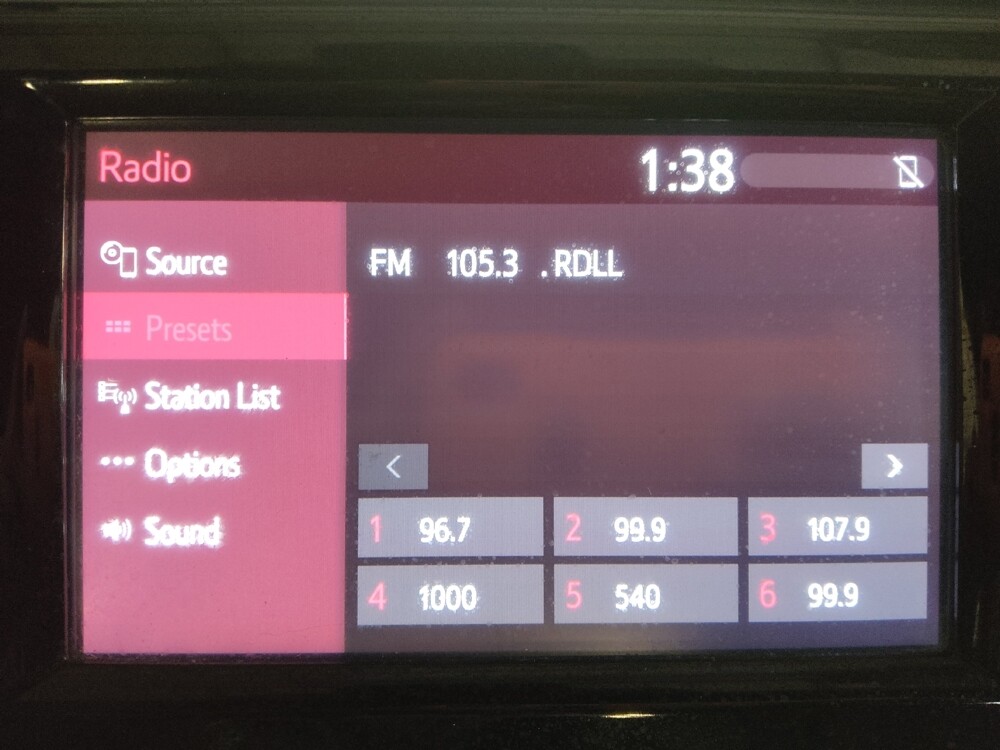 Radio 1:38
Source
FM 105.3 .RDLL
Presets
Station List
Options
< >
Sound
1 96.7 2 99.9 3 107.9
4 1000 5 540 6 99.9